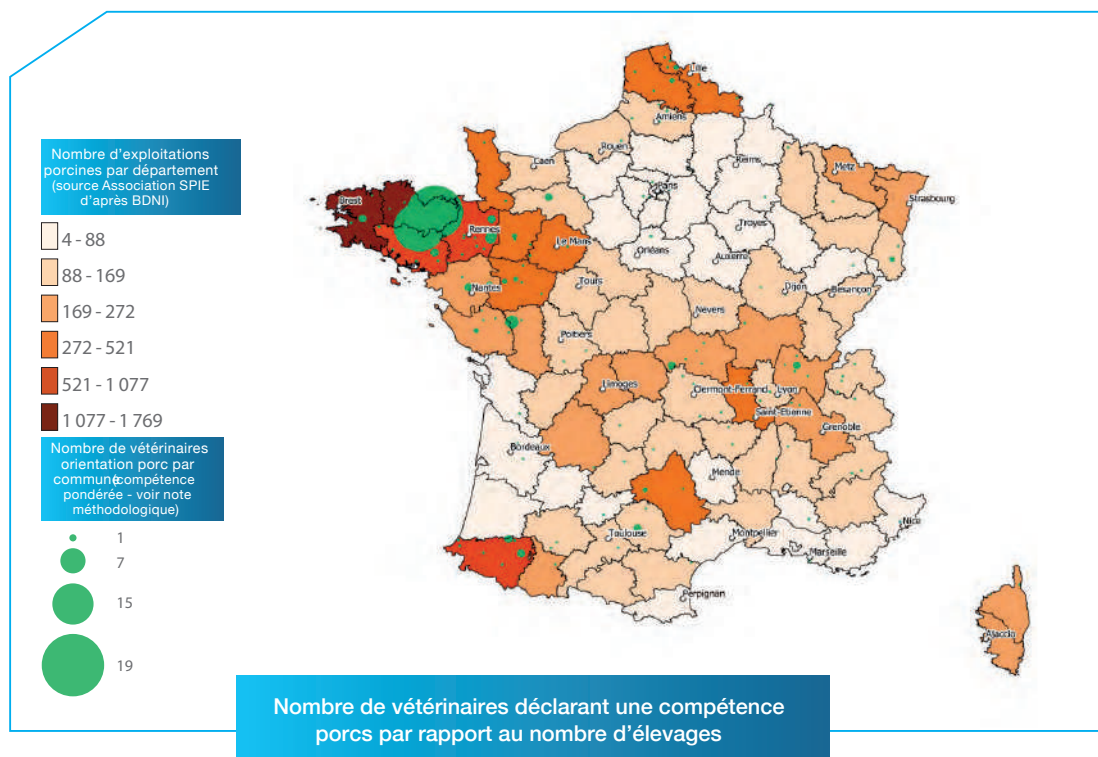 Nombre d'exploitations
porcines par département
(source Association SPIE
d'après BDNI)
4 - 88
88 - 169
169 - 272
272 - 521
521 - 1 077
1 077 - 1 769
Nombre de vétérinaires
orientation porc par
commune(compétence
pondérée - voir note
méthodologique)
1
7
15
19
Lille
Amiens
Rouen
Caen
Reims
Metz
Paris
Strasbourg
Brest
Rennes
Le Mans
Troyes
Orléans
Auxerre
Nantes
Tours
Dijon
Besançon
Nevers
Poitiers
Limoges
Clermont-Ferrand
Lyon
Saint-Etienne
Grenoble
Bordeaux
Mende
Toulouse
Montpellier
Nice
Marseille
Perpignan
Ajaccio
Nombre de vétérinaires déclarant une compétence
porcs par rapport au nombre d'élevages